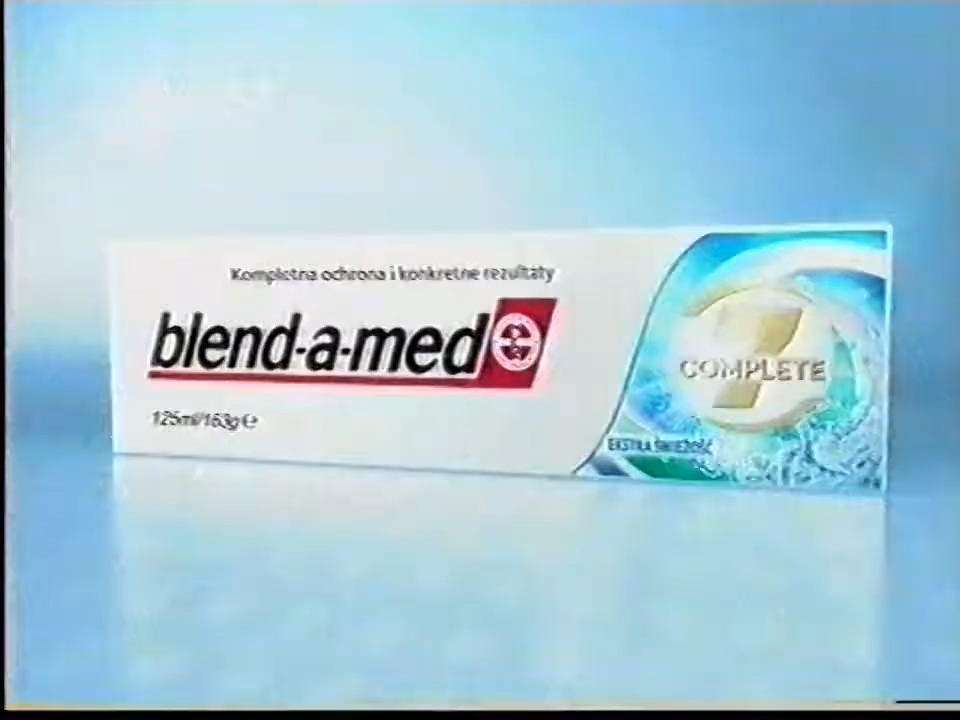 Kompletna ochrona i konkretne rezultaty
blend-a-med
125ml/163g e
7
COMPLETE
EKSTRA ŚWIEŻOŚĆ